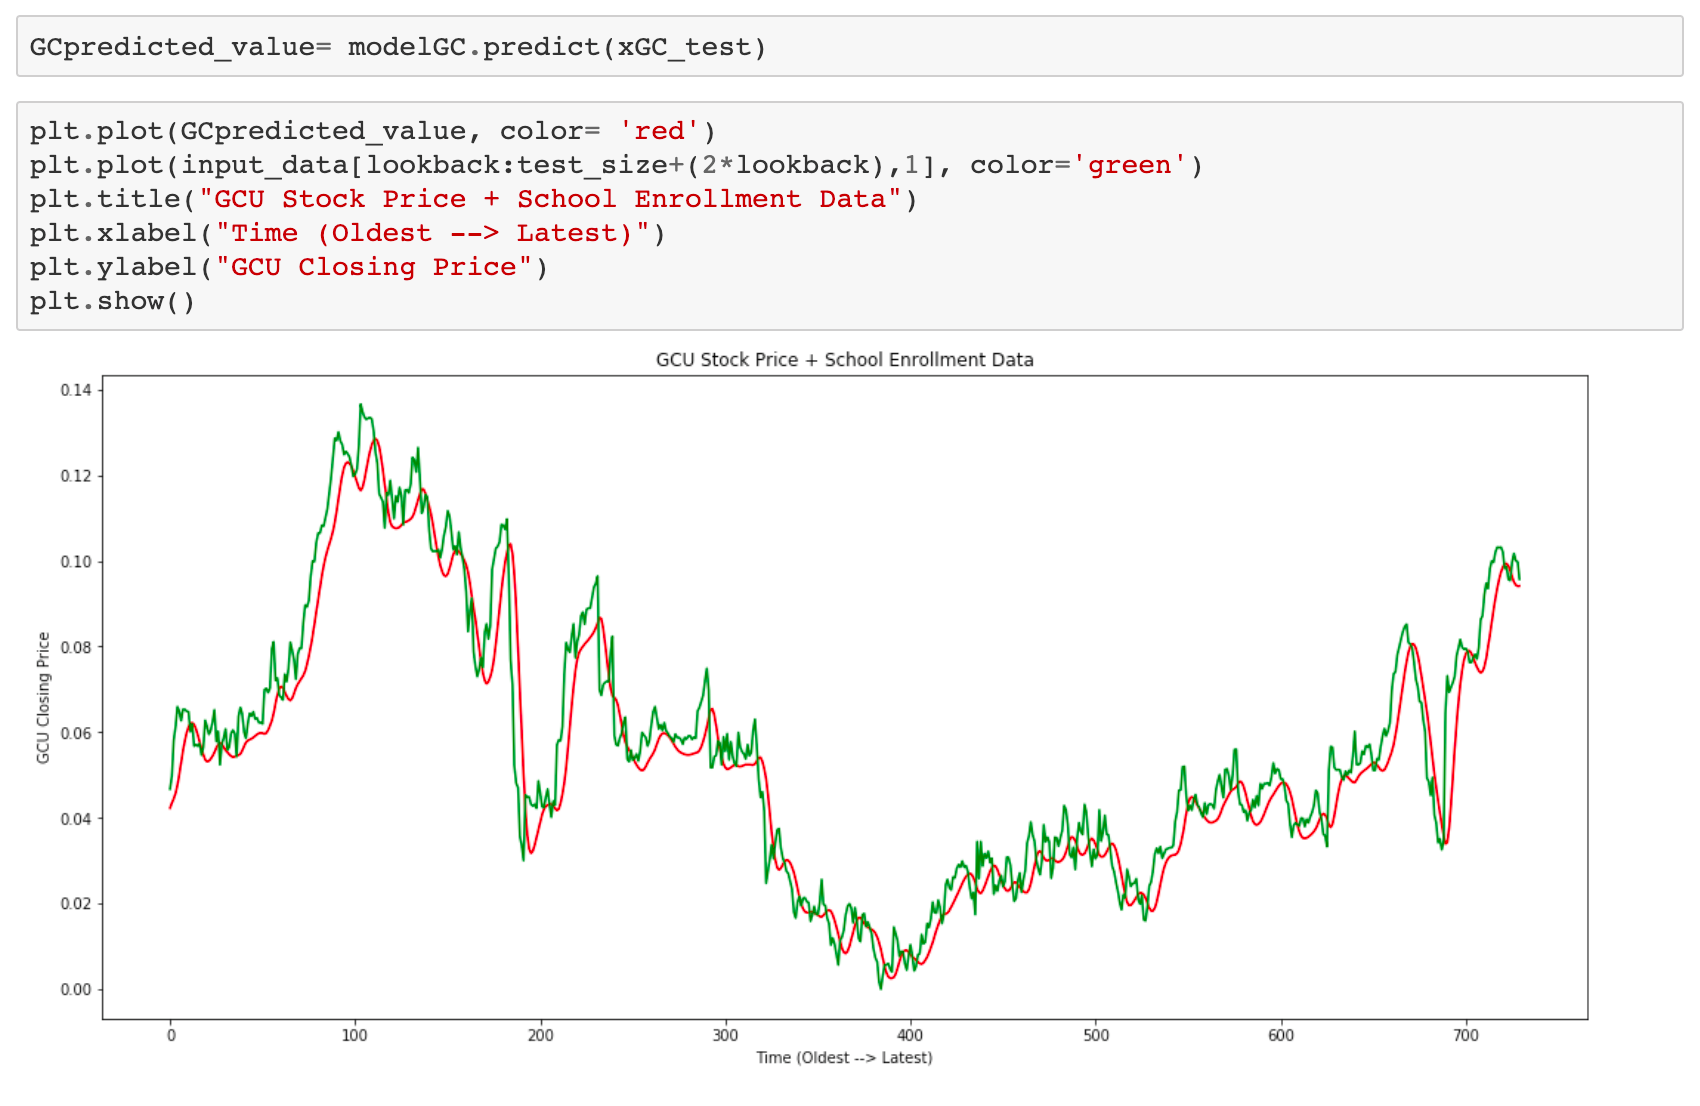 GCpredicted_value= modelGC.predict(xGC_test)
plt.plot(GCpredicted_value, color= 'red')
plt.plot(input_data[lookback:test_size+(2*lookback),1], color='green')
plt.title("GCU Stock Price + School Enrollment Data")
plt.xlabel("Time (Oldest --> Latest)")
plt.ylabel("GCU Closing Price")
plt.show()
GCU Stock Price + School Enrollment Data
0.14
0.12
0.10
0.08
0.06
0.04
0.02
0.00
GCU Closing Price
0 100 200 300 400 500 600 700
Time (Oldest --> Latest)